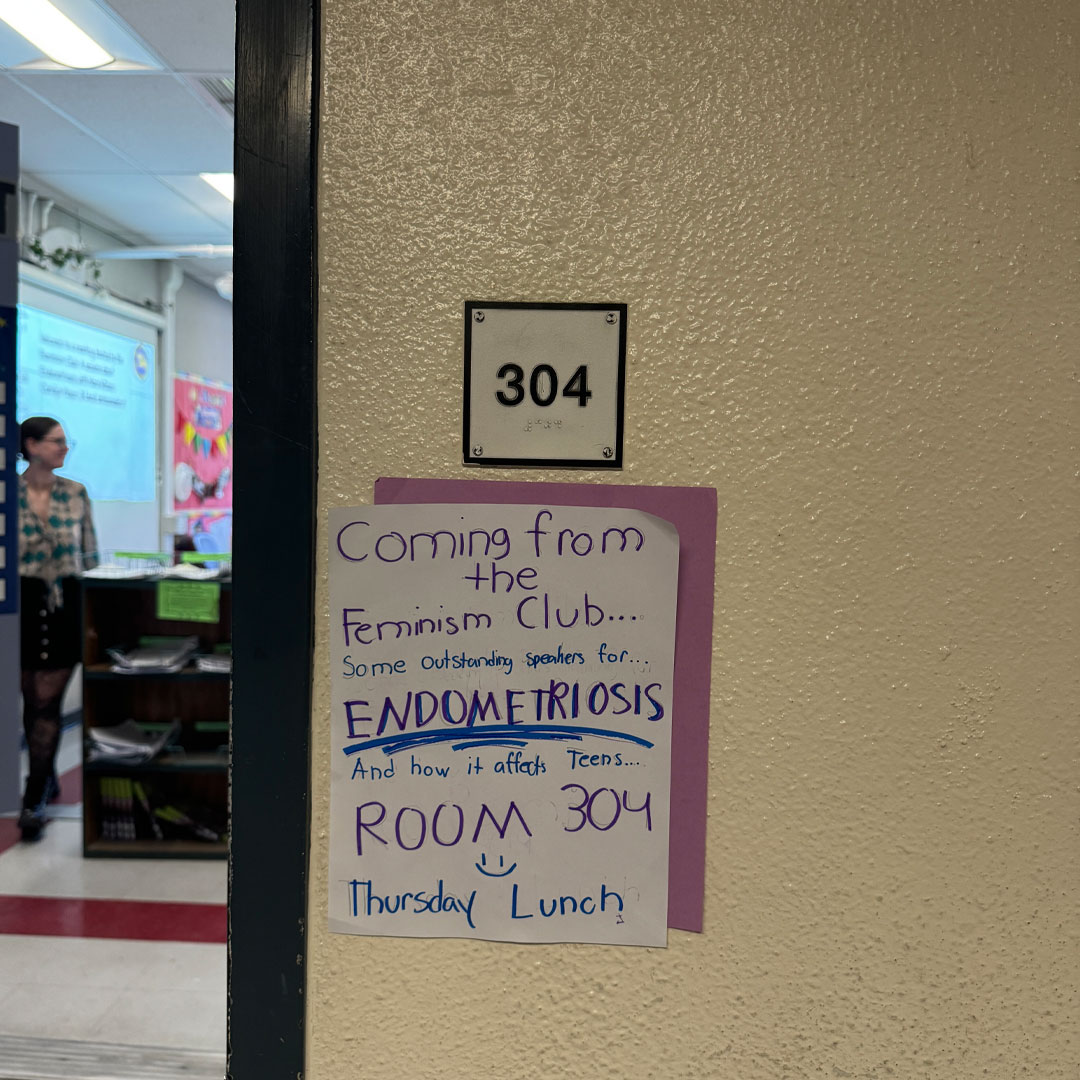 304
Coming from
the
Feminism Club...
Some outstanding speakers for...
ENDOMETRIOSIS
And how it affects Teens...
ROOM 304
Thursday Lunch